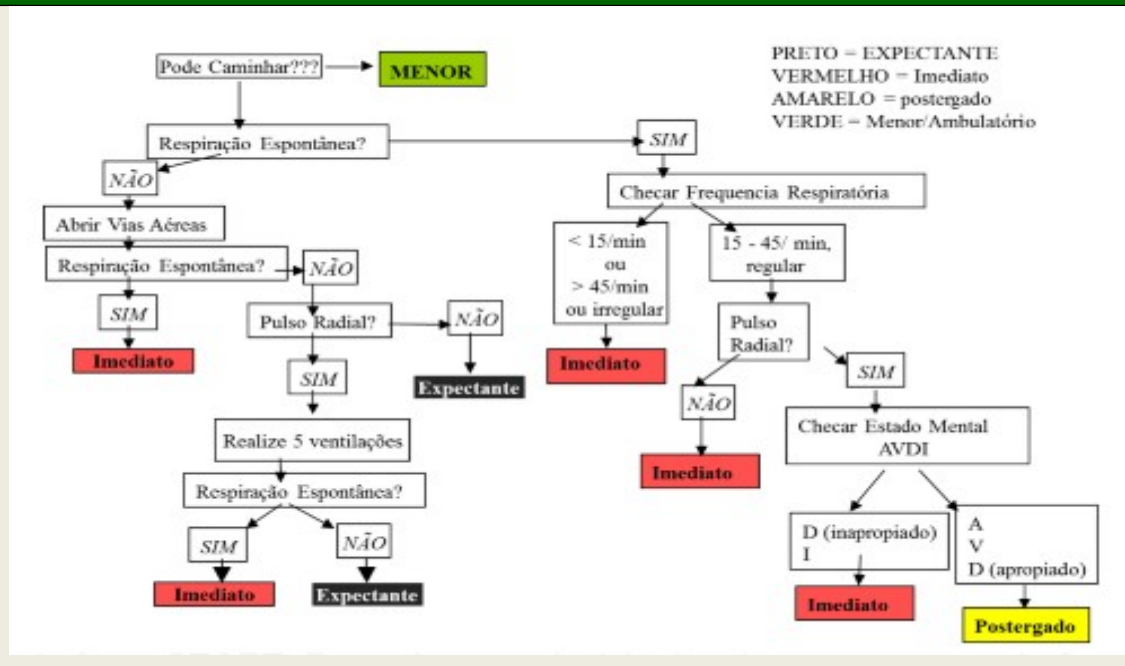 Pode Caminhar???
MENOR
PRETO = EXPECTANTE
VERMELHO = Imediato
AMARELO = postergado
VERDE = Menor/Ambulatório
Respiração Espontânea?
SIM
NÃO
Checar Frequencia Respiratória
Abrir Vias Aéreas
Respiração Espontânea?
NÃO
< 15/min
ou
> 45/min
ou irregular
15 - 45/ min,
regular
SIM
Imediato
Pulso Radial?
NÃO
Expectante
SIM
Imediato
Pulso
Radial?
NÃO
Imediato
SIM
Checar Estado Mental
AVDI
Realize 5 ventilações
Respiração Espontânea?
SIM
Imediato
NÃO
Expectante
D (inapropiado)
I
Imediato
A
V
D (apropiado)
Postergado